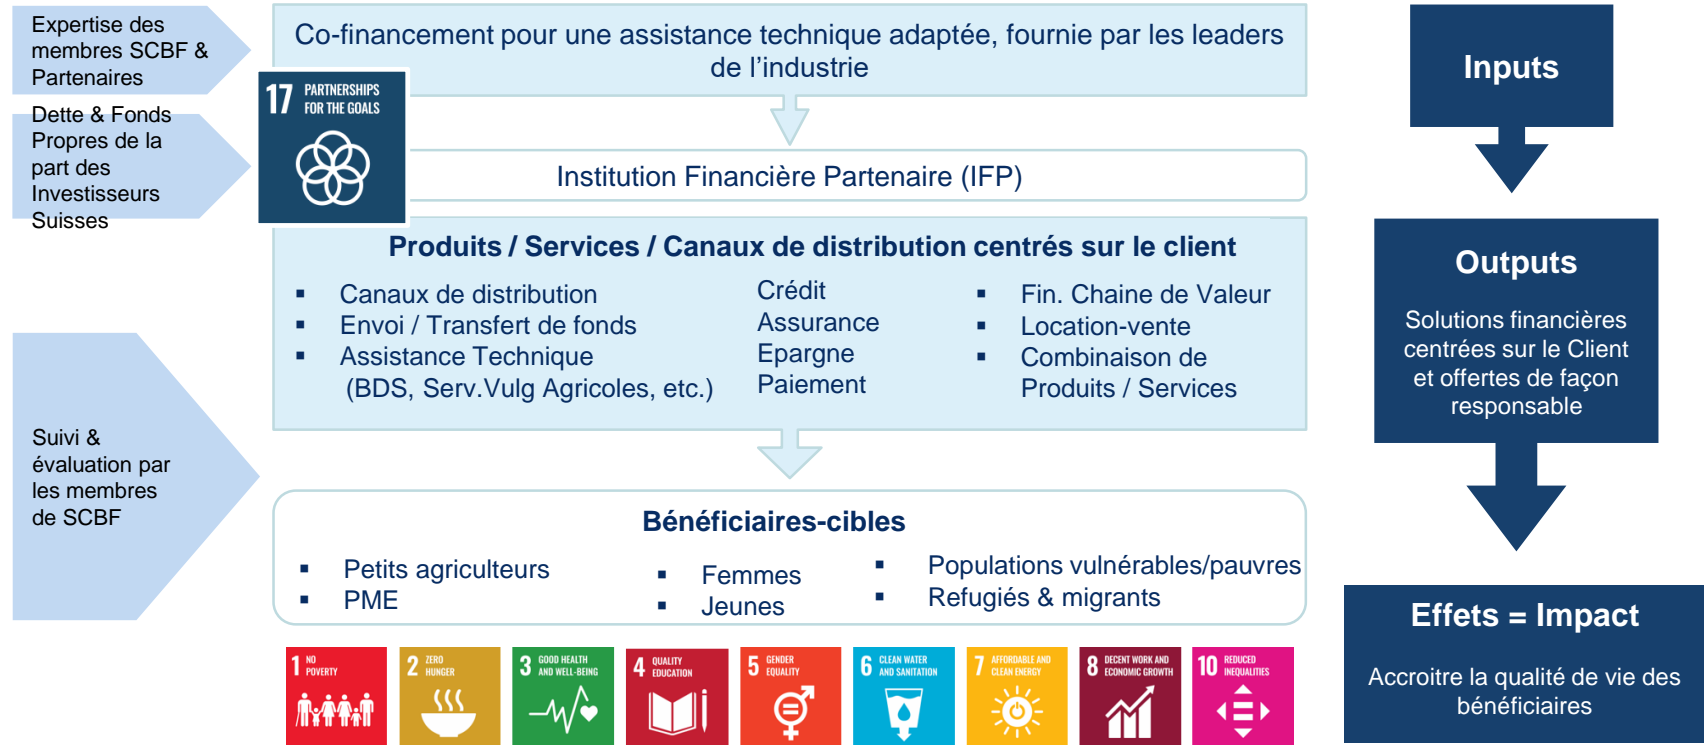 Expertise des
membres SCBF &
Partenaires
Dette & Fonds
Propres de la
part des
Investisseurs
Suisses
Suivi &
évaluation par
les membres
de SCBF
Co-financement pour une assistance technique adaptée, fournie par les leaders
de l’industrie
17 PARTNERSHIPS
FOR THE GOALS
Institution Financière Partenaire (IFP)
Produits / Services / Canaux de distribution centrés sur le client
▪ Canaux de distribution
▪ Envoi / Transfert de fonds
▪ Assistance Technique
(BDS, Serv.Vulg Agricoles, etc.)
Crédit
Assurance
Epargne
Paiement
▪ Fin. Chaine de Valeur
▪ Location-vente
▪ Combinaison de
Produits / Services
Bénéficiaires-cibles
▪ Petits agriculteurs
▪ PME
▪ Femmes
▪ Jeunes
▪ Populations vulnérables/pauvres
▪ Refugiés & migrants
1 NO
POVERTY
2 ZERO
HUNGER
3 GOOD HEALTH
AND WELL-BEING
4 QUALITY
EDUCATION
5 GENDER
EQUALITY
6 CLEAN WATER
AND SANITATION
7 AFFORDABLE AND
CLEAN ENERGY
8 DECENT WORK AND
ECONOMIC GROWTH
10 REDUCED
INEQUALITIES
Inputs
Outputs
Solutions financières
centrées sur le Client
et offertes de façon
responsable
Effets = Impact
Accroitre la qualité de vie des
bénéficiaires